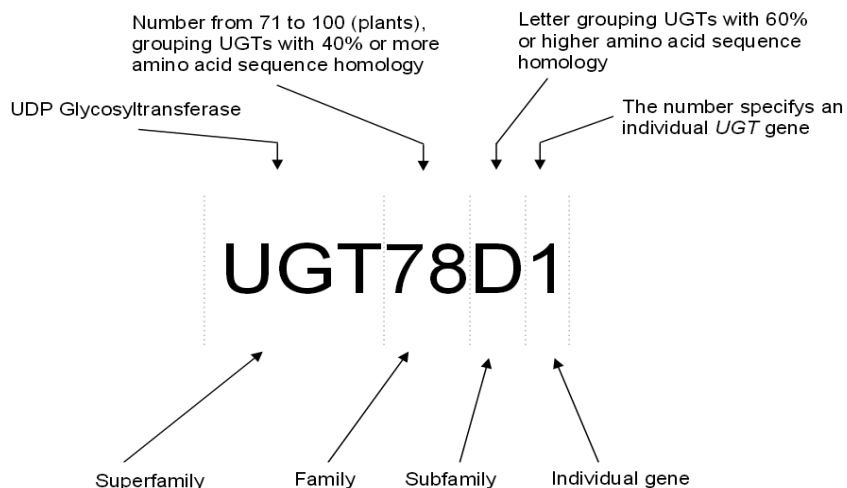 Number from 71 to 100 (plants),
grouping UGTs with 40% or more
amino acid sequence homology
Letter grouping UGTs with 60%
or higher amino acid sequence
homology
UDP Glycosyltransferase
The number specifys an
individual UGT gene
UGT78D1
Superfamily
Family
Subfamily
Individual gene